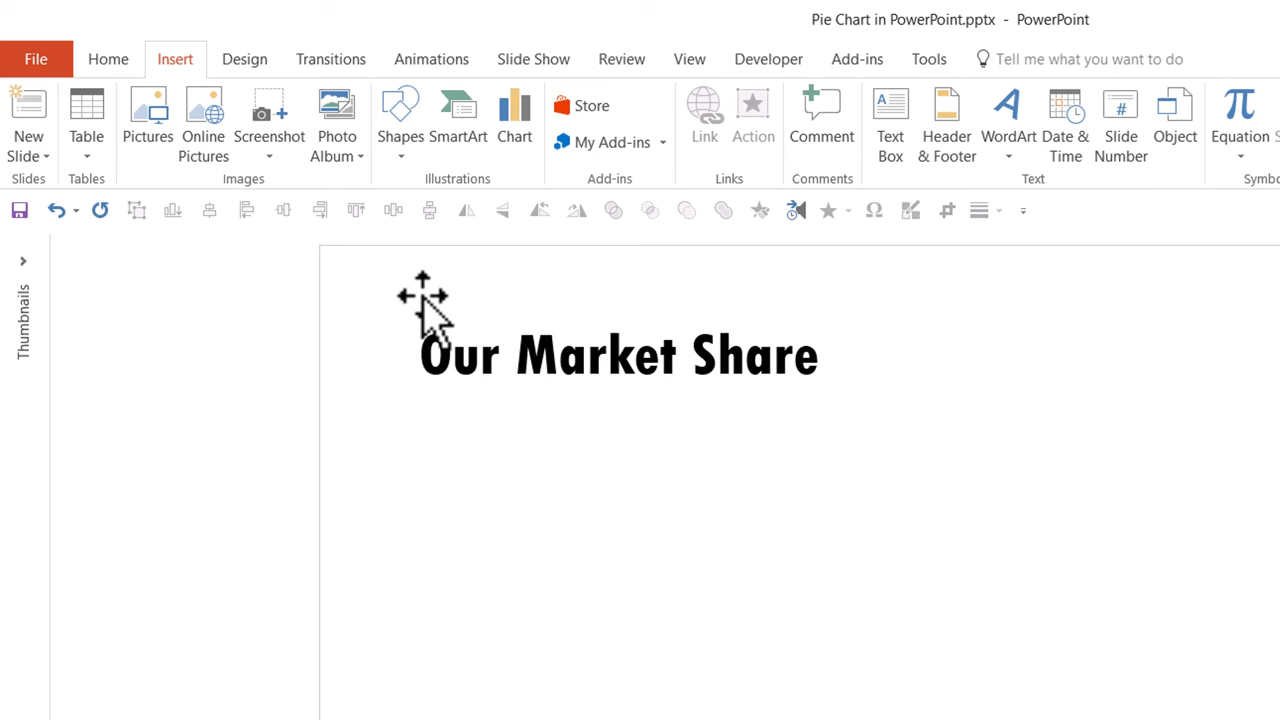 Pie Chart in PowerPoint.pptx - PowerPoint
File Home Insert Design Transitions Animations Slide Show Review View Developer Add-ins Tools Tell me what you want to do
New Slide
Table
Pictures
Online Pictures
Screenshot
Photo Album
Shapes
SmartArt
Chart
Store
My Add-ins
Link
Action
Comment
Text Box
Header & Footer
WordArt
Date & Time
Slide Number
Object
Equation
Slides Tables Images Illustrations Add-ins Links Comments Text Symbo
Thumbnails
Our Market Share